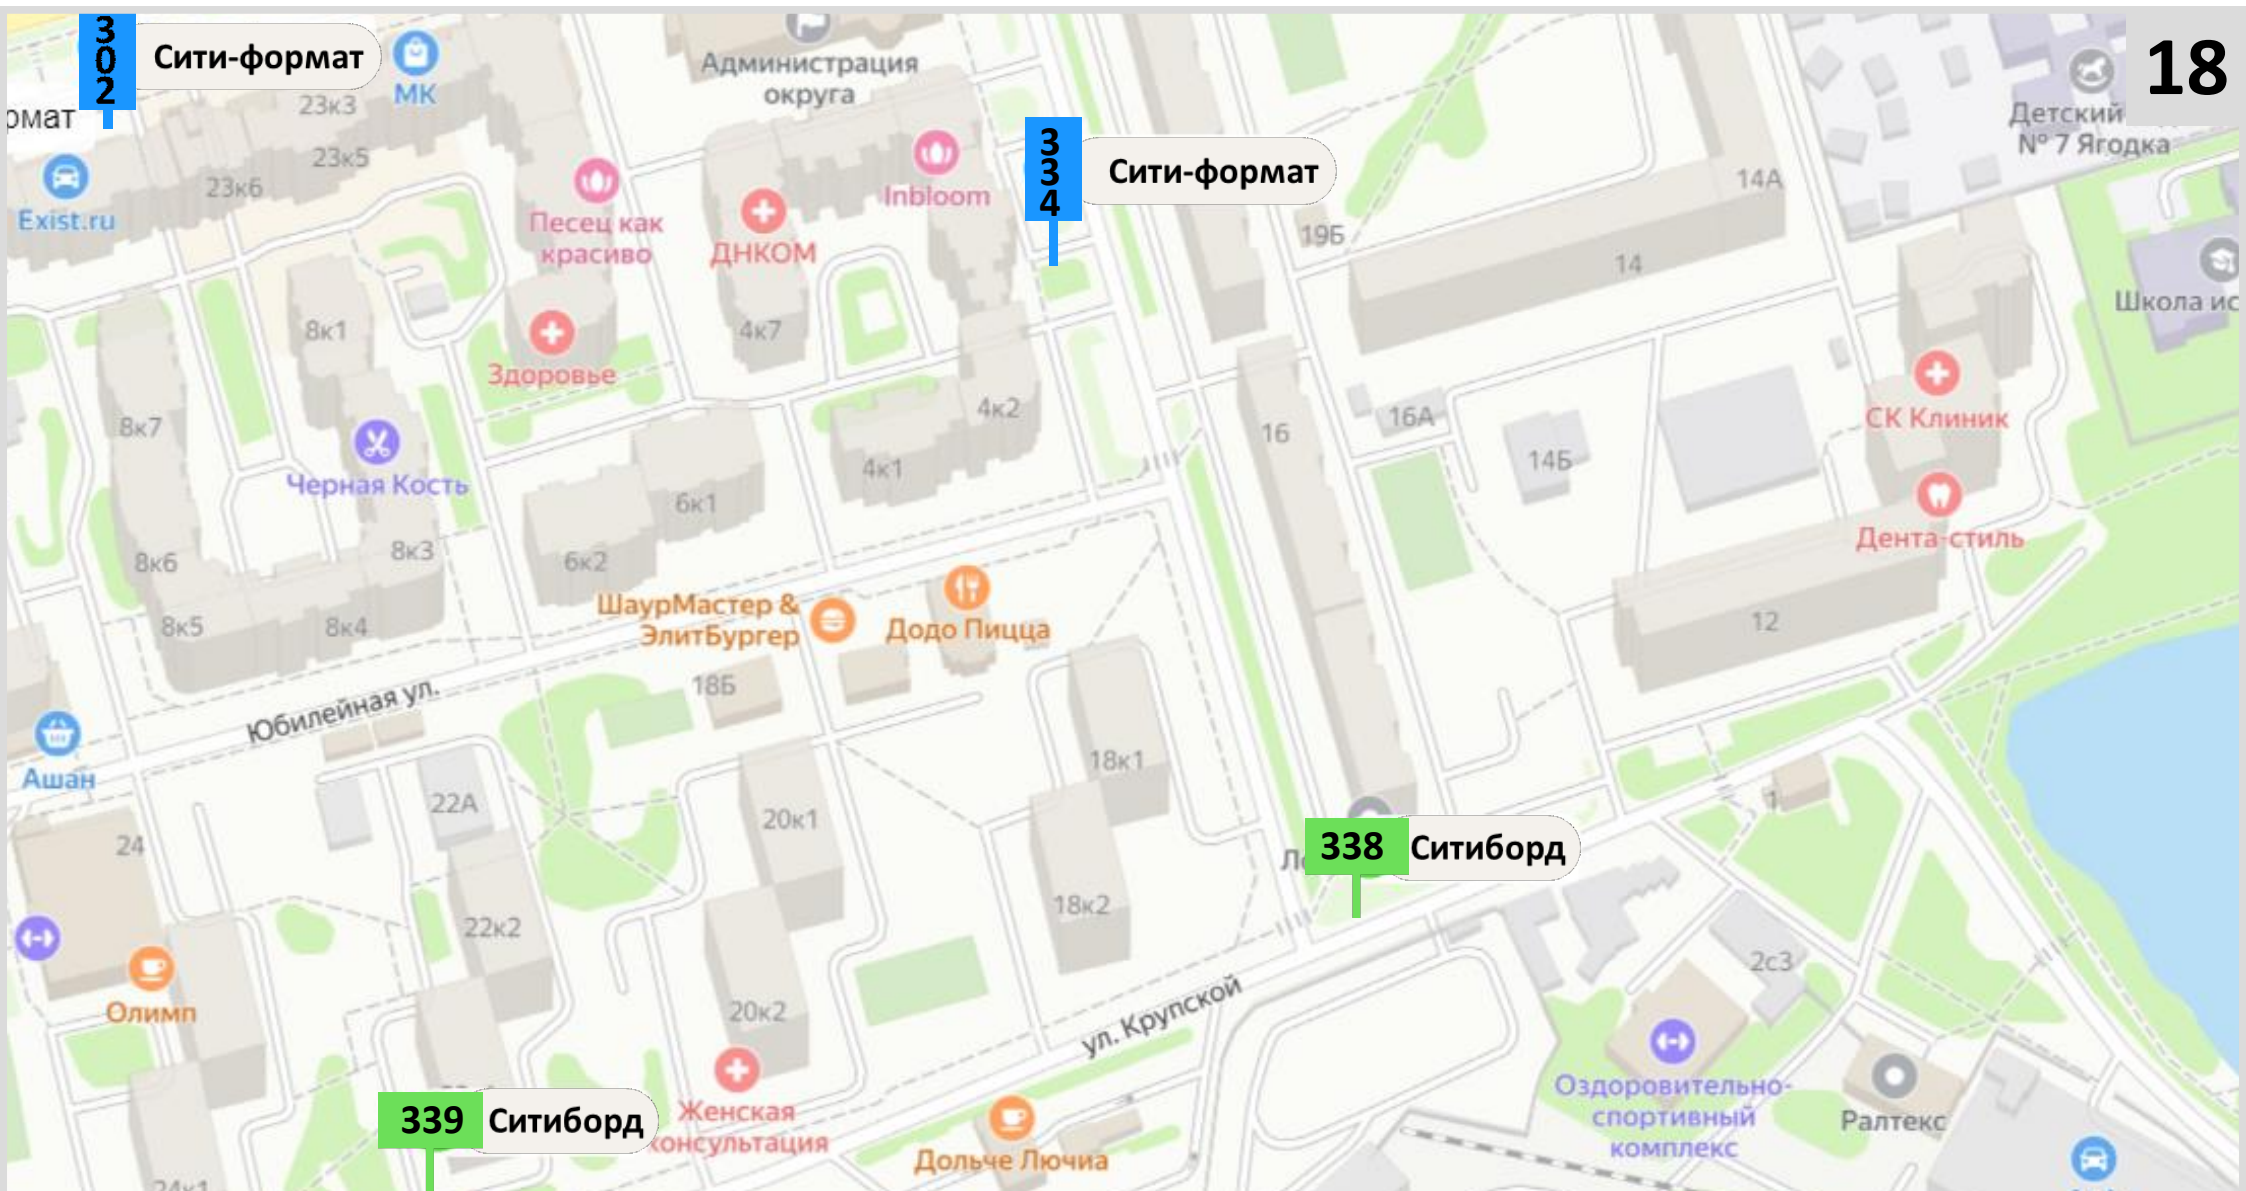 302
Сити-формат
МК
Администрация
округа
18
рмат
23к3
23к5
23к6
Exist.ru
Песец как
красиво
ДНКОМ
Inbloom
334
Сити-формат
19Б
14А
14
Детский
№ 7 Ягодка
Школа ис
8к1
Здоровье
4к7
8к7
Черная Кость
4к2
4к1
16
16А
14Б
СК Клиник
Дента-стиль
6к1
6к2
8к6
8к3
8к5
8к4
ШаурМастер &
ЭлитБургер
Додо Пицца
12
18Б
Юбилейная ул.
Ашан
18к1
22А
20к1
24
1
338
Ситиборд
18к2
22к2
2с3
Олимп
20к2
ул. Крупской
339
Ситиборд
Женская
консультация
Дольче Лючиа
Оздоровительно-
спортивный
комплекс
Ралтекс
24к1